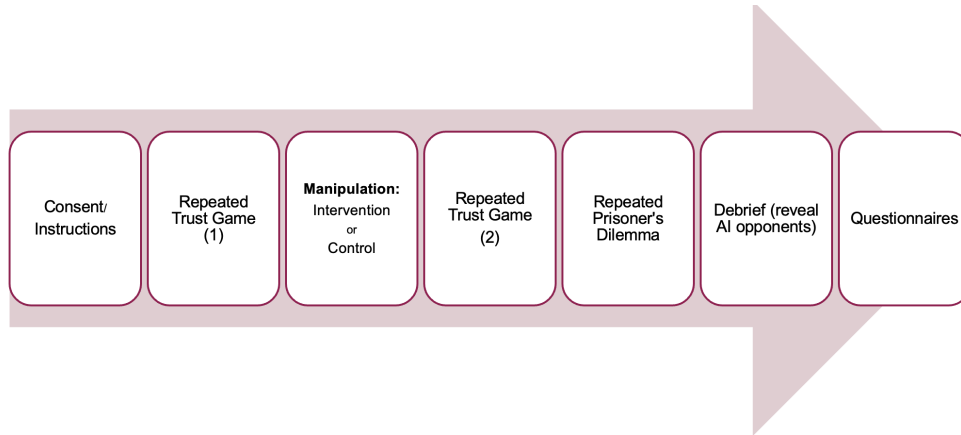 Consent/
Instructions
Repeated
Trust Game
(1)
Manipulation:
Intervention
or
Control
Repeated
Trust Game
(2)
Repeated
Prisoner's
Dilemma
Debrief (reveal
AI opponents)
Questionnaires